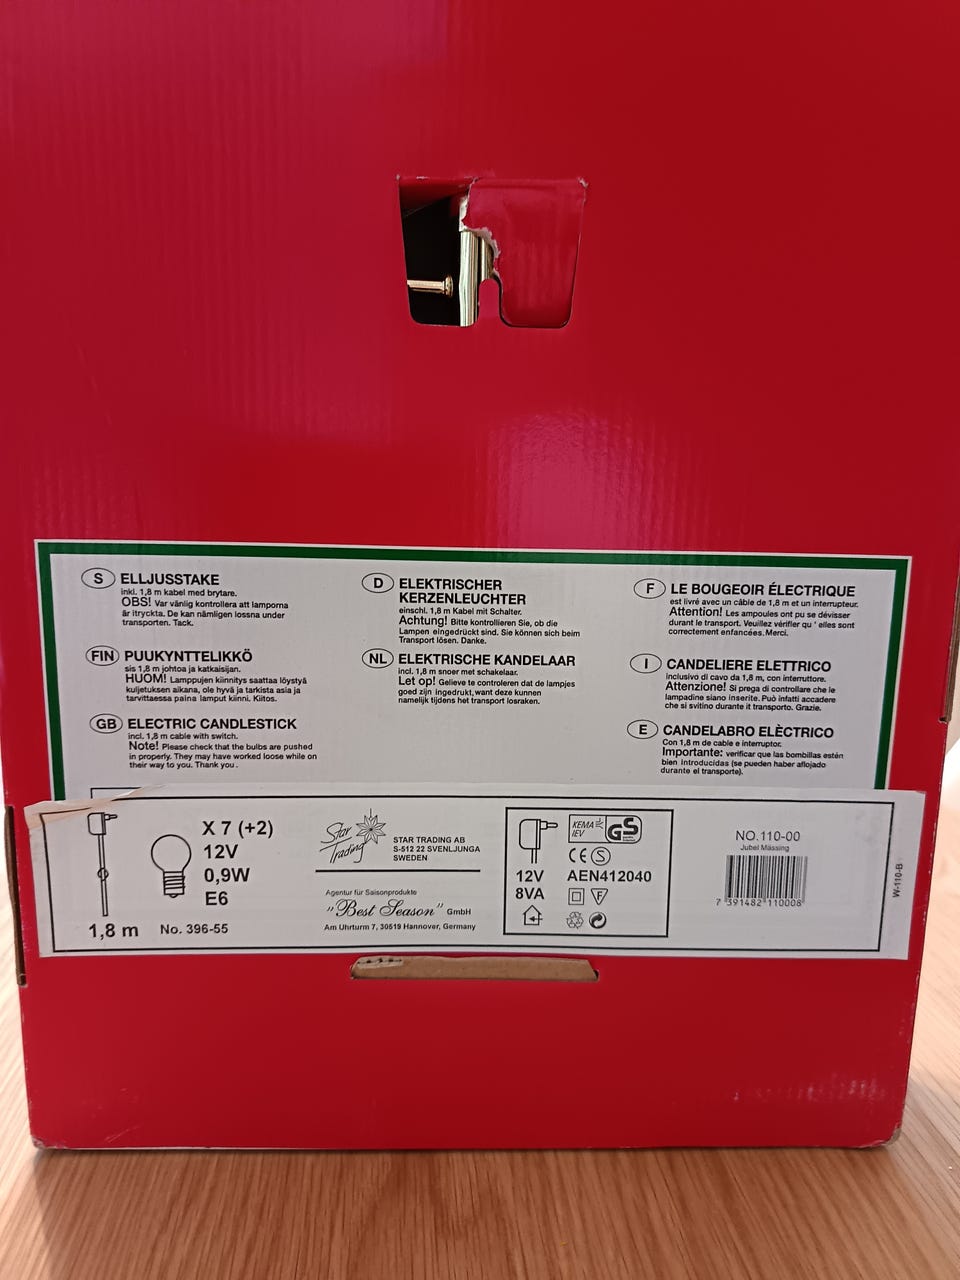 S ELLJUSSTAKE
inkl. 1,8 m kabel med brytare.
OBS! Var vänlig kontrollera att lamporna
är itryckta. De kan nämligen lossna under
transporten. Tack.
FIN PUUKYNTTELIKKÖ
sis 1,8 m johtoa ja katkaisijan.
HUOM! Lamppujen kiinnitys saattaa löystyä
kuljetuksen aikana, ole hyvä ja tarkista asia ja
tarvittaessa paina lamput kiinni. Kiitos.
GB ELECTRIC CANDLESTICK
incl. 1,8 m cable with switch.
Note! Please check that the bulbs are pushed
in properly. They may have worked loose while on
their way to you. Thank you.
D ELEKTRISCHER
KERZENLEUCHTER
einschl. 1,8 m Kabel mit Schalter.
Achtung! Bitte kontrollieren Sie, ob die
Lampen eingedrückt sind. Sie können sich beim
Transport lösen. Danke.
NL ELEKTRISCHE KANDELAAR
incl. 1,8 m snoer met schakelaar.
Let op! Gelieve te controleren dat de lampjes
goed zijn ingedrukt,want deze kunnen
namelijk tijdens het transport losraken.
F LE BOUGEOIR ÉLECTRIQUE
est livré avec un câble de 1,8 m et un interrupteur.
Attention! Les ampoules ont pu se dévisser
durant le transport. Veuillez vérifier qu ' elles sont
correctement enfancées. Merci.
I CANDELIERE ELETTRICO
inclusivo di cavo da 1,8 m, con interruttore.
Attenzione! Si prega di controllare che le
lampadine siano inserite. Può infatti accadere
che si svitino durante il transporto. Grazie.
E CANDELABRO ELÈCTRICO
Con 1,8 m de cable e interruptor.
Importante: verificar que las bombillas estén
bien introducidas (se pueden haber aflojado
durante el transporte).
1,8 m
X 7 (+2)
12V
0,9W
E6
No. 396-55
Star Trading
STAR TRADING AB
S-512 22 SVENLJUNGA
SWEDEN
Agentur für Saisonprodukte
"Best Season" GmbH
Am Uhrturm 7, 30519 Hannover, Germany
12V
8VA
KEMA
IEV
GS
CE S
AEN412040
F
NO.110-00
Jubel Mässing
7 391482 110008
W-110-B